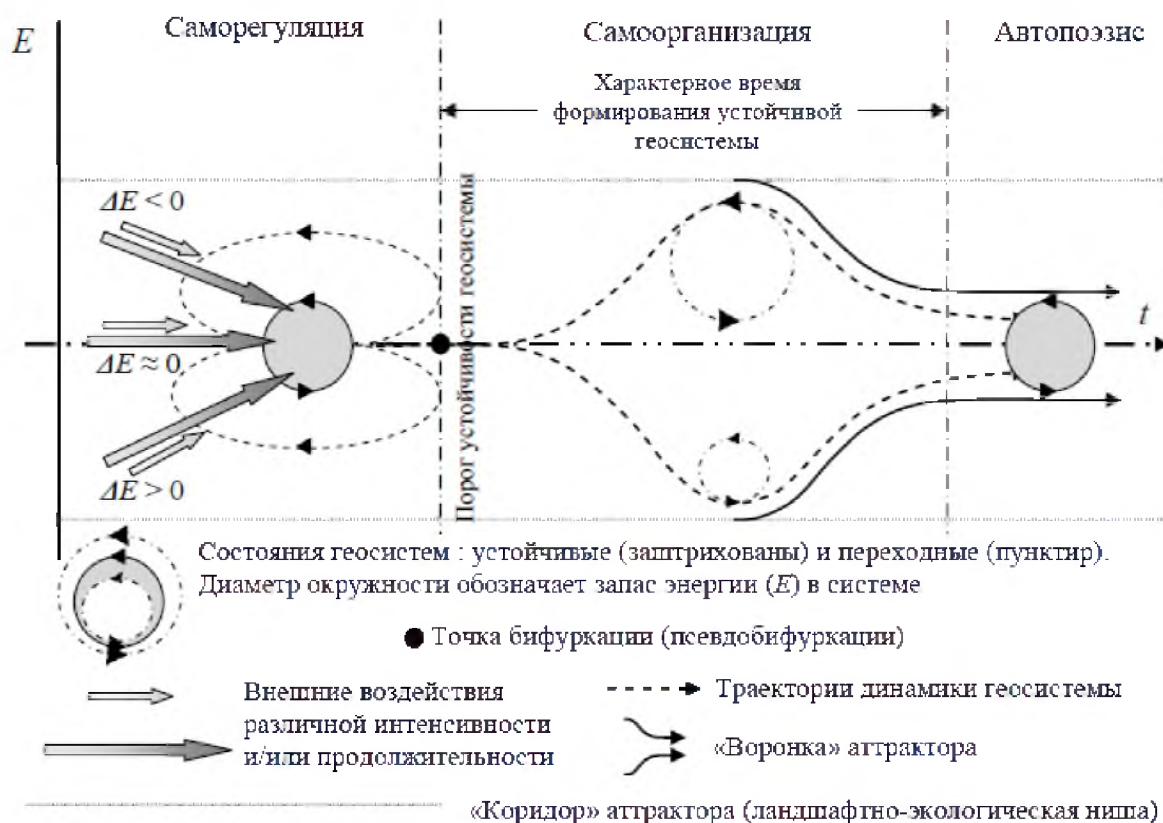 E
Саморегуляция
Самоорганизация
Автопоэзис
Характерное время
формирования устойчивой
геосистемы
ΔE < 0
ΔE ≈ 0
ΔE > 0
Порог устойчивости геосистемы
t
Состояния геосистем : устойчивые (заштрихованы) и переходные (пунктир).
Диаметр окружности обозначает запас энергии (E) в системе
Точка бифуркации (псевдобифуркации)
Внешние воздействия
различной интенсивности
и/или продолжительности
Траектории динамики геосистемы
«Воронка» аттрактора
«Коридор» аттрактора (ландшафтно-экологическая ниша)